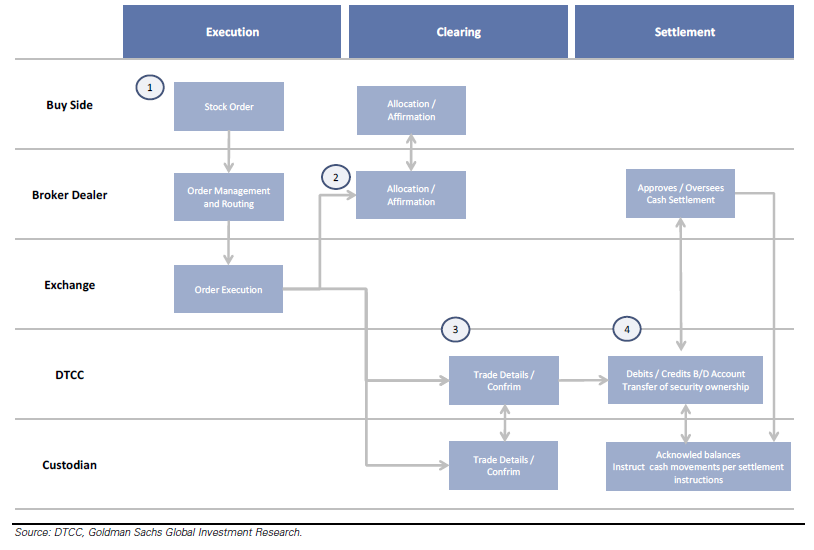 Execution
Clearing
Settlement
Buy Side
1
Stock Order
Allocation /
Affirmation
Broker Dealer
Order Management
and Routing
2
Allocation /
Affirmation
Approves / Oversees
Cash Settlement
Exchange
Order Execution
3
4
DTCC
Trade Details /
Confrim
Debits / Credits B/D Account
Transfer of security ownership
Custodian
Trade Details /
Confrim
Acknowled balances
Instruct cash movements per settlement
instructions
Source: DTCC, Goldman Sachs Global Investment Research.